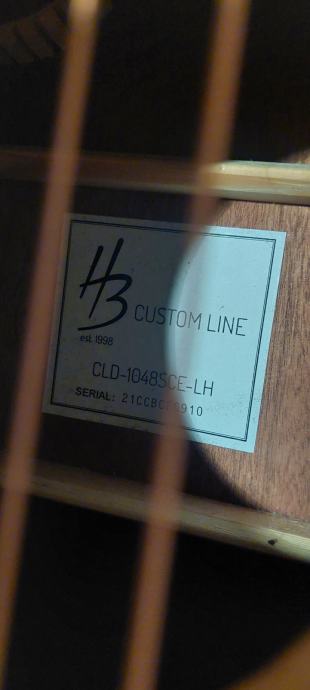 HB CUSTOM LINE
est. 1998
CLD-1048SCE-LH
SERIAL: